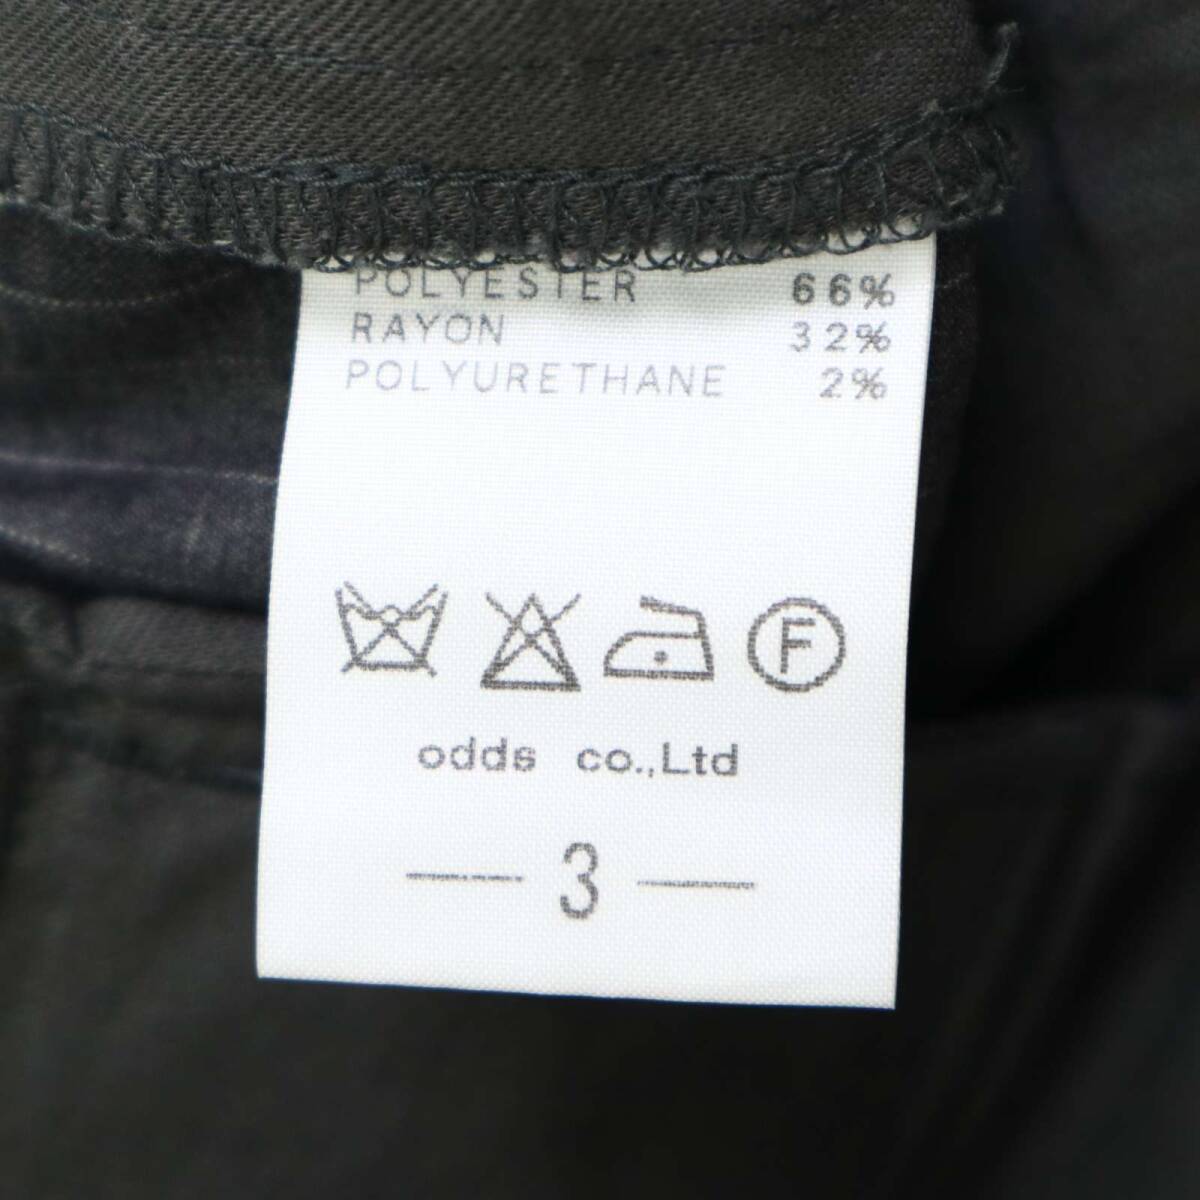 POLYESTER 66%
RAYON 32%
POLYURETHANE 2%
F
odds co.,Ltd
— 3 —